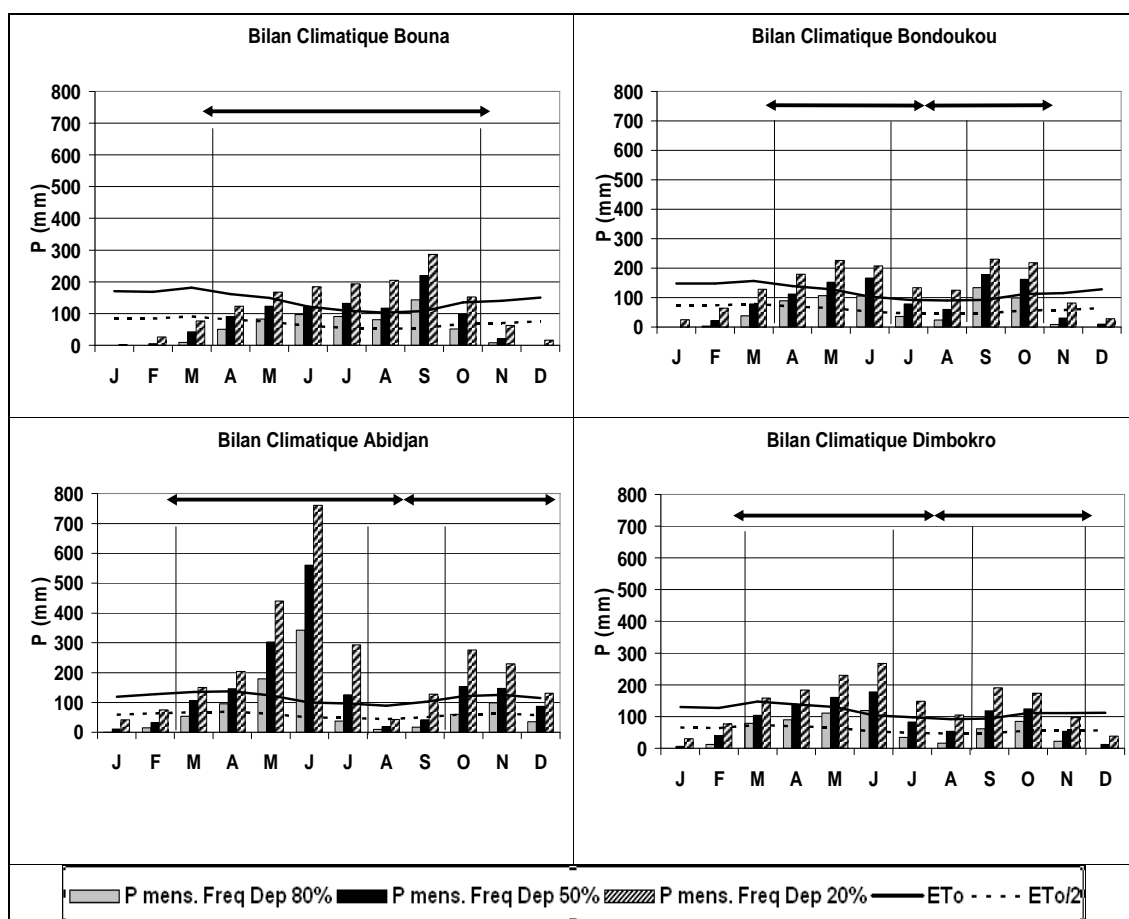 Bilan Climatique Bouna
800
700
600
500
400
300
200
100
0
P (mm)
J F M A M J J A S O N D
Bilan Climatique Bondoukou
800
700
600
500
400
300
200
100
0
P (mm)
J F M A M J J A S O N D
Bilan Climatique Abidjan
800
700
600
500
400
300
200
100
0
P (mm)
J F M A M J J A S O N D
Bilan Climatique Dimbokro
800
700
600
500
400
300
200
100
0
P (mm)
J F M A M J J A S O N D
P mens. Freq Dep 80% P mens. Freq Dep 50% P mens. Freq Dep 20% ETo ETo/2